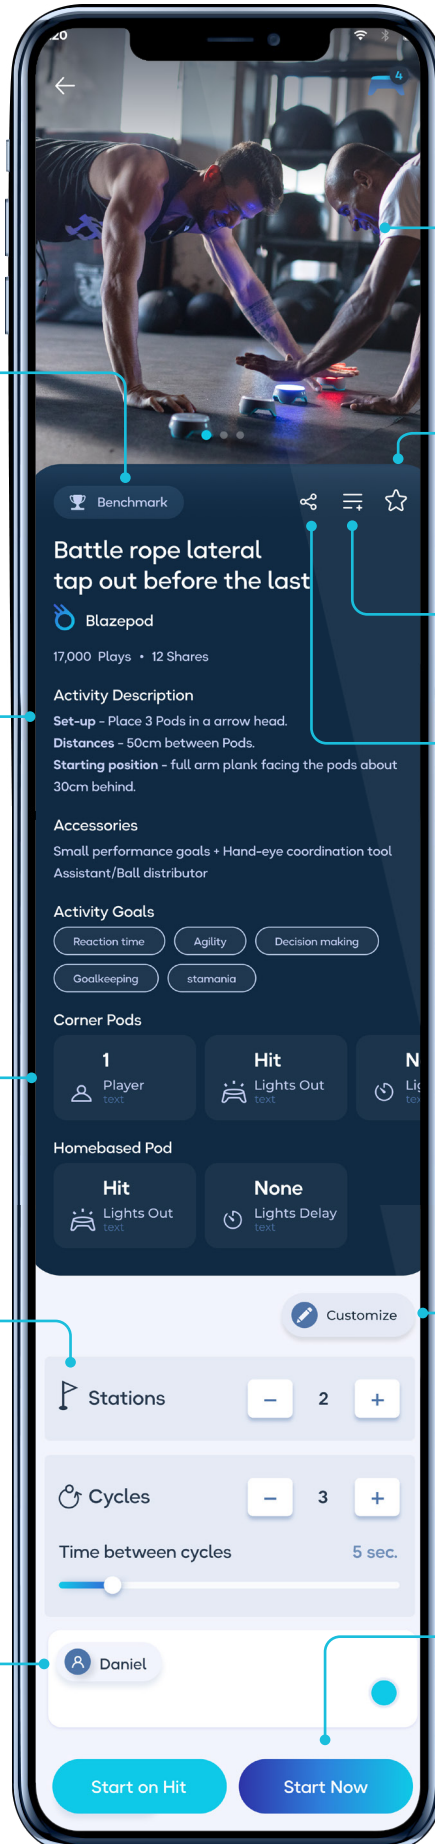 :20
4
Benchmark
Battle rope lateral
tap out before the last
Blazepod
17,000 Plays • 12 Shares
Activity Description
Set-up - Place 3 Pods in a arrow head.
Distances - 50cm between Pods.
Starting position - full arm plank facing the pods about
30cm behind.
Accessories
Small performance goals + Hand-eye coordination tool
Assistant/Ball distributor
Activity Goals
Reaction time Agility Decision making
Goalkeeping stamania
Corner Pods
1 Hit N
Player Lights Out Lig
text text te
Homebased Pod
Hit None
Lights Out Lights Delay
text text
Customize
Stations - 2 +
Cycles - 3 +
Time between cycles 5 sec.
Daniel
Start on Hit Start Now